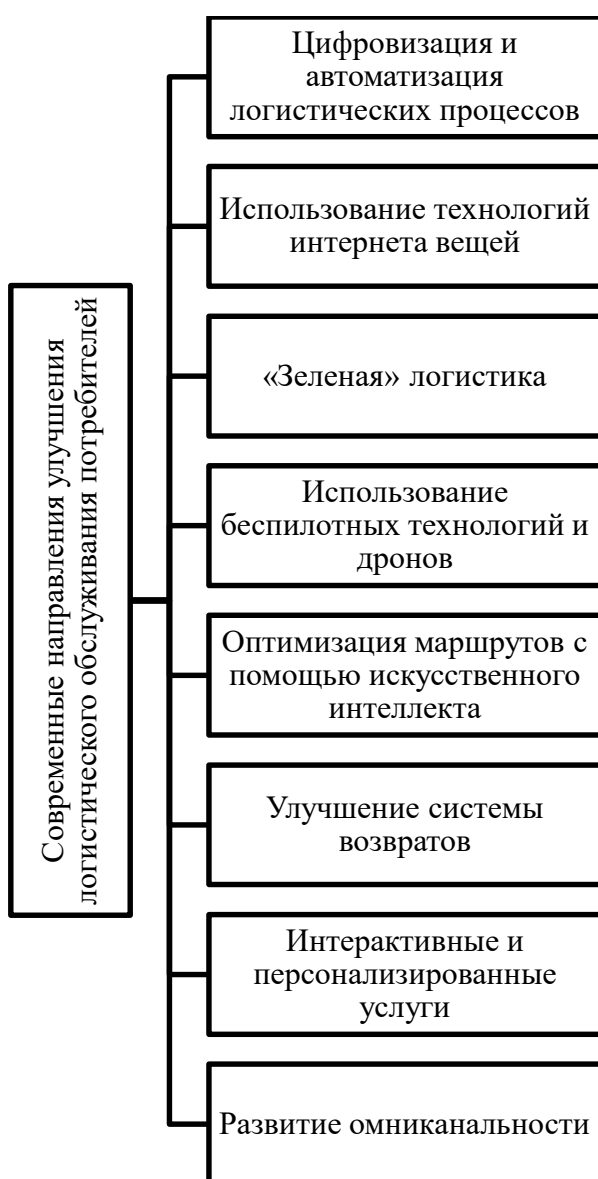 Современные направления улучшения
логистического обслуживания потребителей
Цифровизация и
автоматизация
логистических процессов
Использование технологий
интернета вещей
«Зеленая» логистика
Использование
беспилотных технологий и
дронов
Оптимизация маршрутов с
помощью искусственного
интеллекта
Улучшение системы
возвратов
Интерактивные и
персонализированные
услуги
Развитие омниканальности